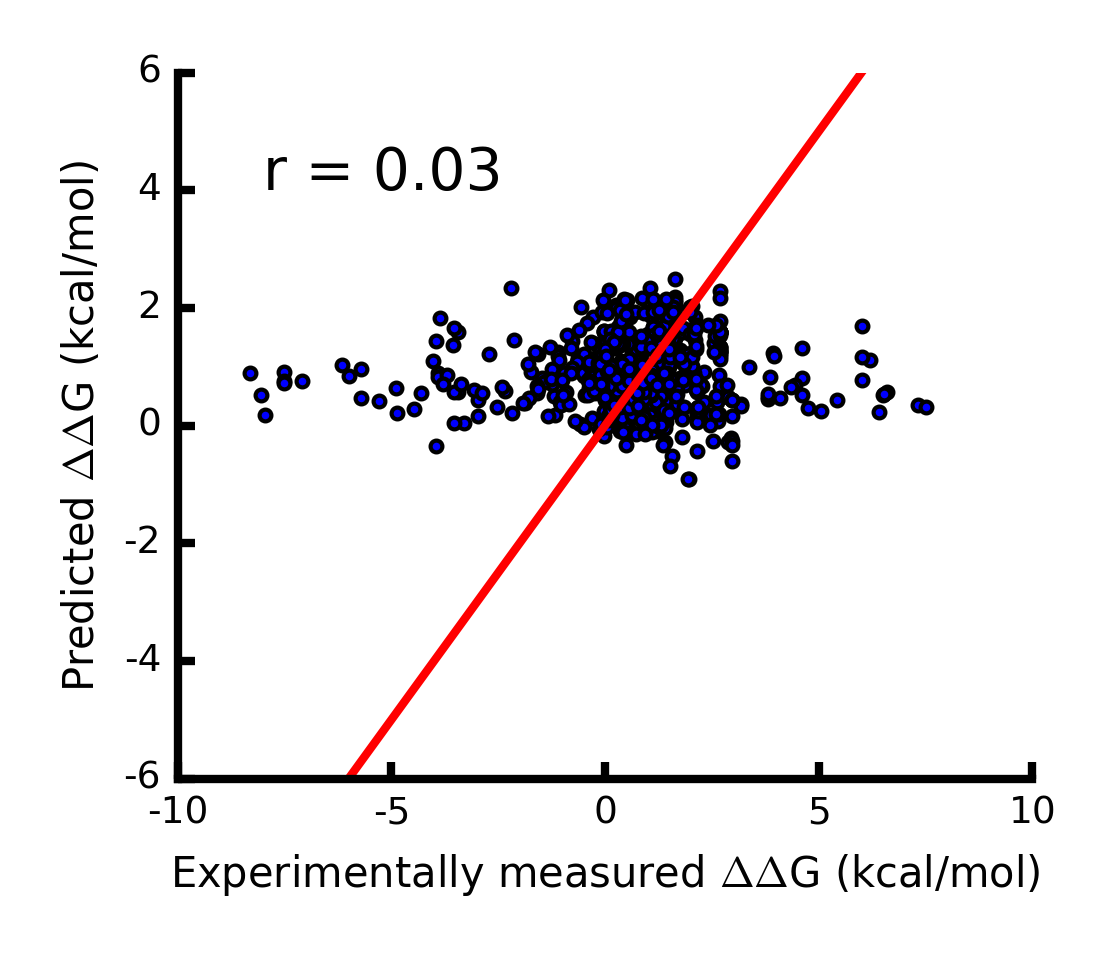 6
4
2
0
-2
-4
-6
r = 0.03
Predicted ΔΔG (kcal/mol)
-10 -5 0 5 10
Experimentally measured ΔΔG (kcal/mol)